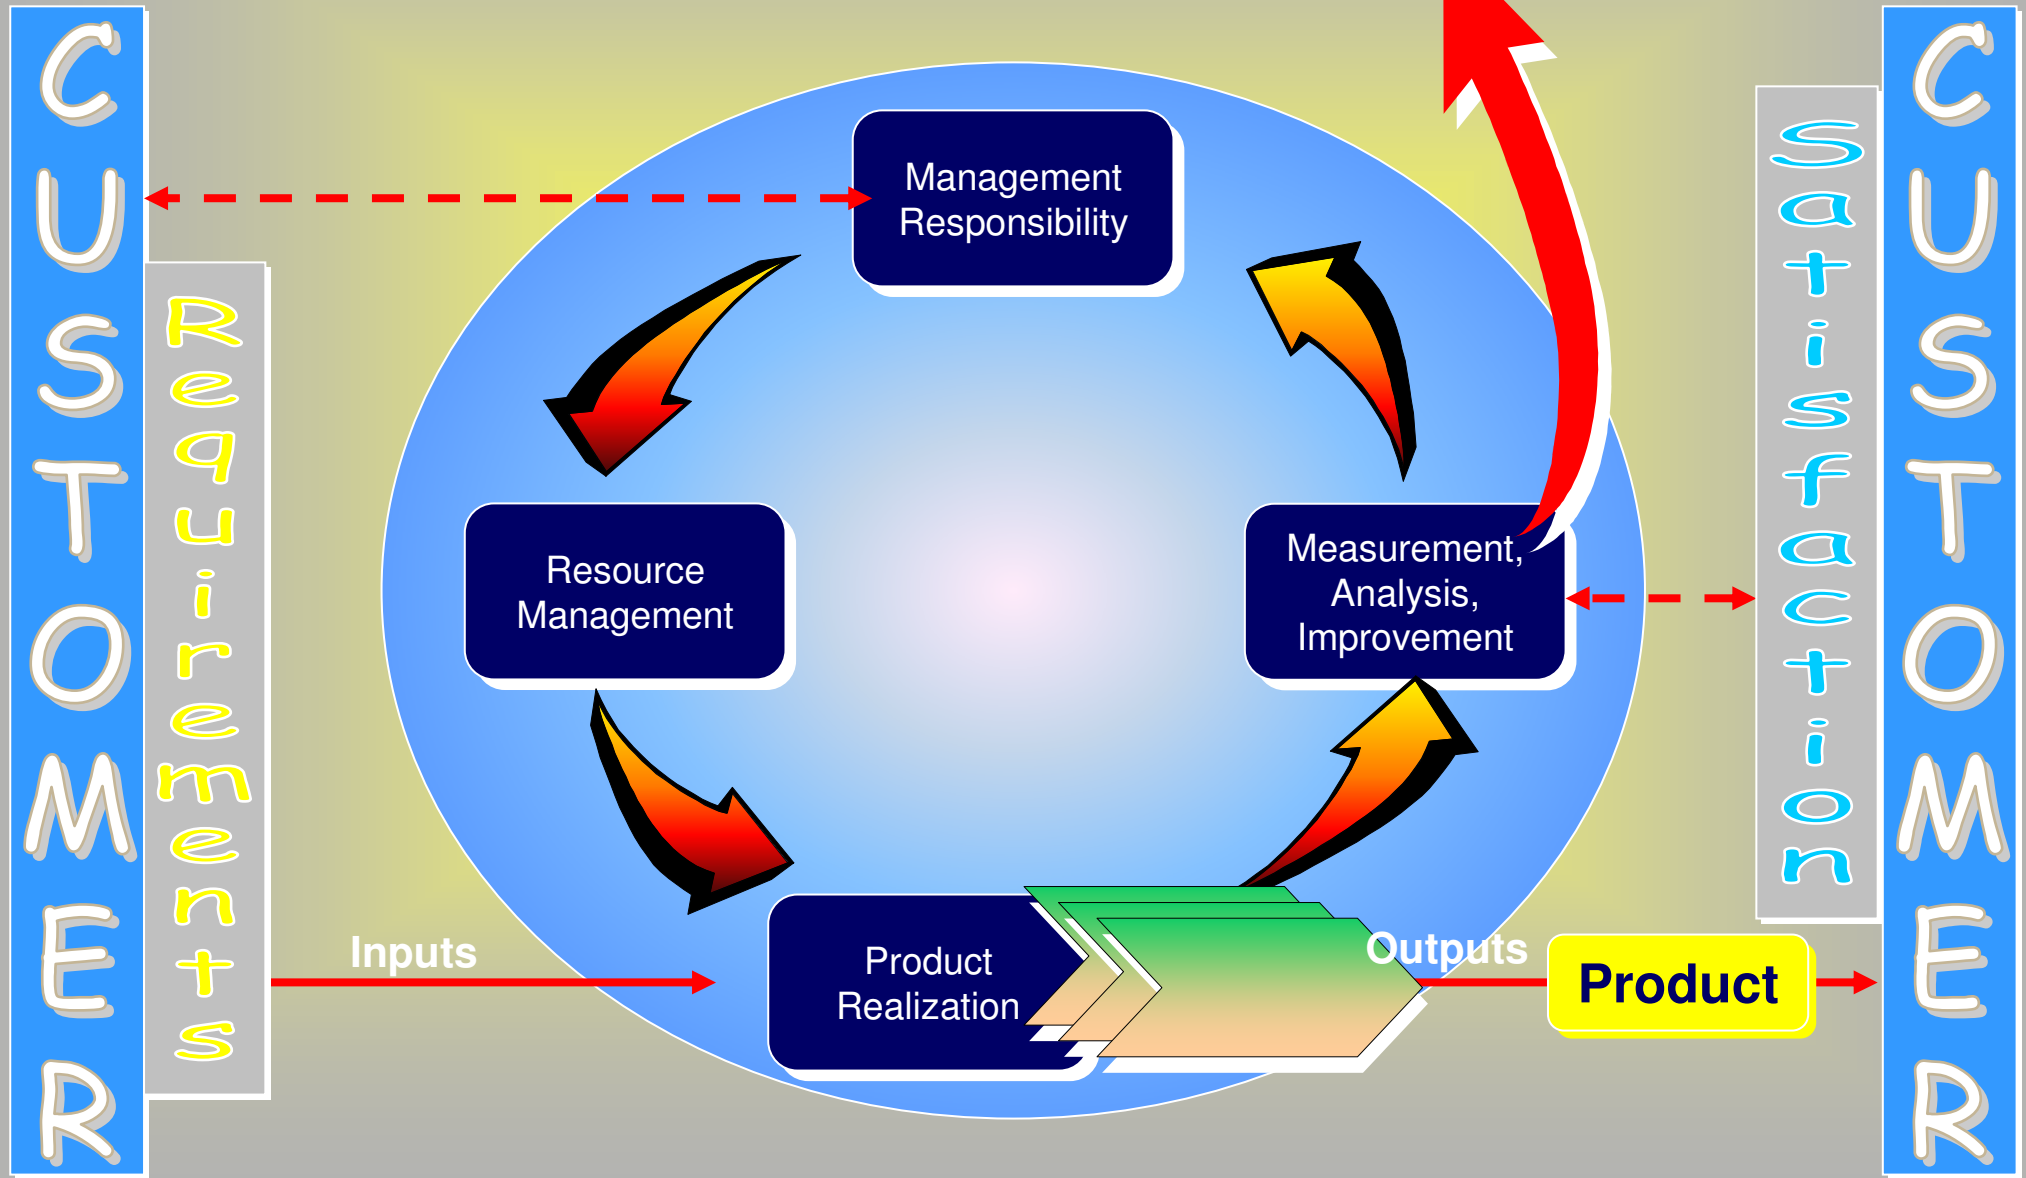 CUSTOMER
Requirements
Management
Responsibility
Resource
Management
Measurement,
Analysis,
Improvement
Product
Realization
Inputs
Outputs
Product
Satisfaction
CUSTOMER